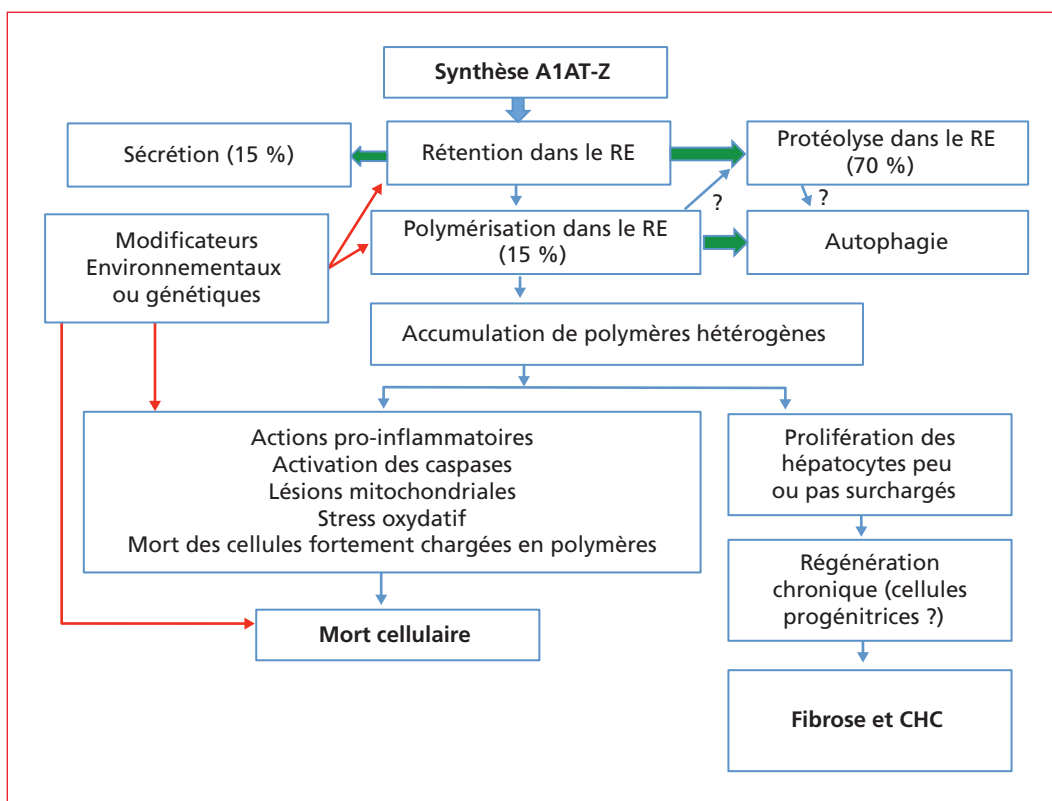 Synthèse A1AT-Z
Sécrétion (15 %)
Rétention dans le RE
Protéolyse dans le RE
(70 %)
?
?
Modificateurs
Environnementaux
ou génétiques
Polymérisation dans le RE
(15 %)
Autophagie
Accumulation de polymères hétérogènes
Actions pro-inflammatoires
Activation des caspases
Lésions mitochondriales
Stress oxydatif
Mort des cellules fortement chargées en polymères
Prolifération des
hépatocytes peu
ou pas surchargés
Régénération
chronique (cellules
progénitrices ?)
Mort cellulaire
Fibrose et CHC